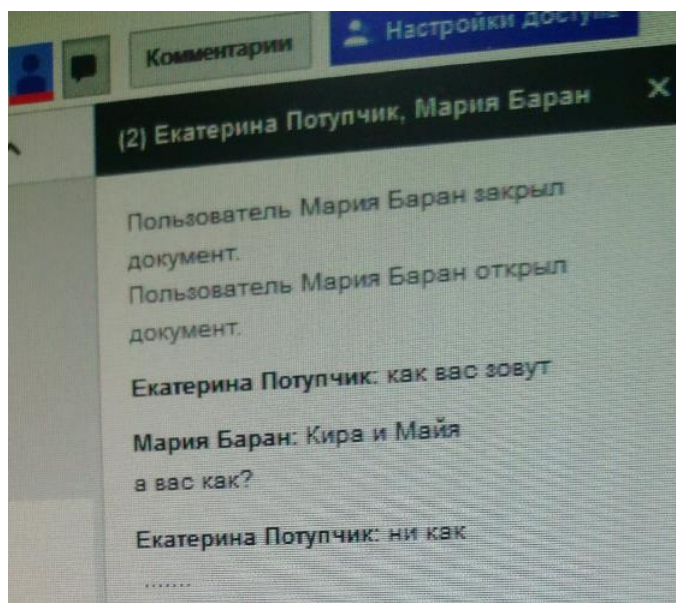 Комментарии
Настройки доступа
(2) Екатерина Потупчик, Мария Баран
Пользователь Мария Баран закрыл
документ.
Пользователь Мария Баран открыл
документ.
Екатерина Потупчик: как вас зовут
Мария Баран: Кира и Майя
а вас как?
Екатерина Потупчик: ни как
.......